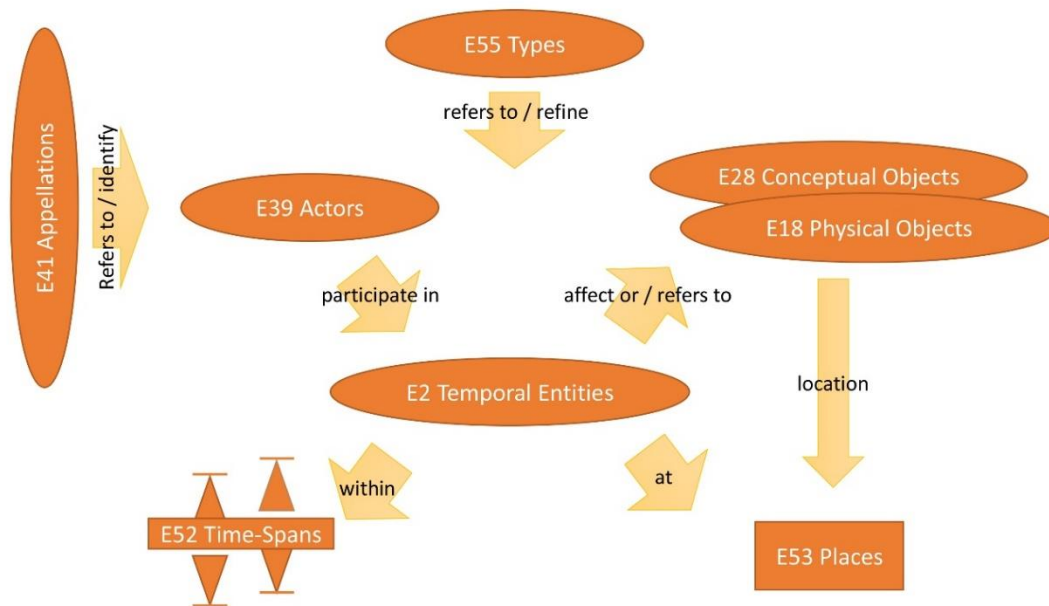 E55 Types
refers to / refine
E41 Appellations
Refers to / identify
E39 Actors
E28 Conceptual Objects
E18 Physical Objects
participate in
affect or / refers to
E2 Temporal Entities
location
within
at
E52 Time-Spans
E53 Places